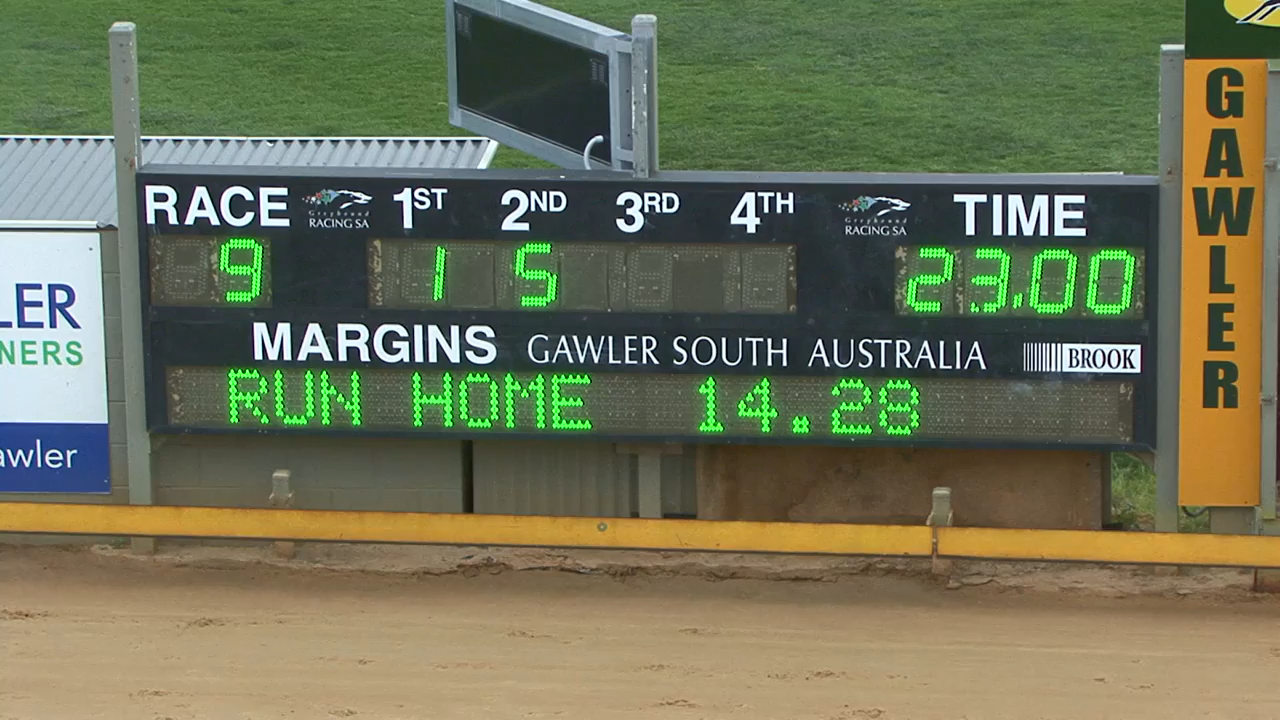 RACE 1ST 2ND 3RD 4TH TIME
Greyhound RACING SA
Greyhound RACING SA
9 1 5 23.00
MARGINS GAWLER SOUTH AUSTRALIA BROOK
RUN HOME 14.28
GAWLER
LER
NERS
awler